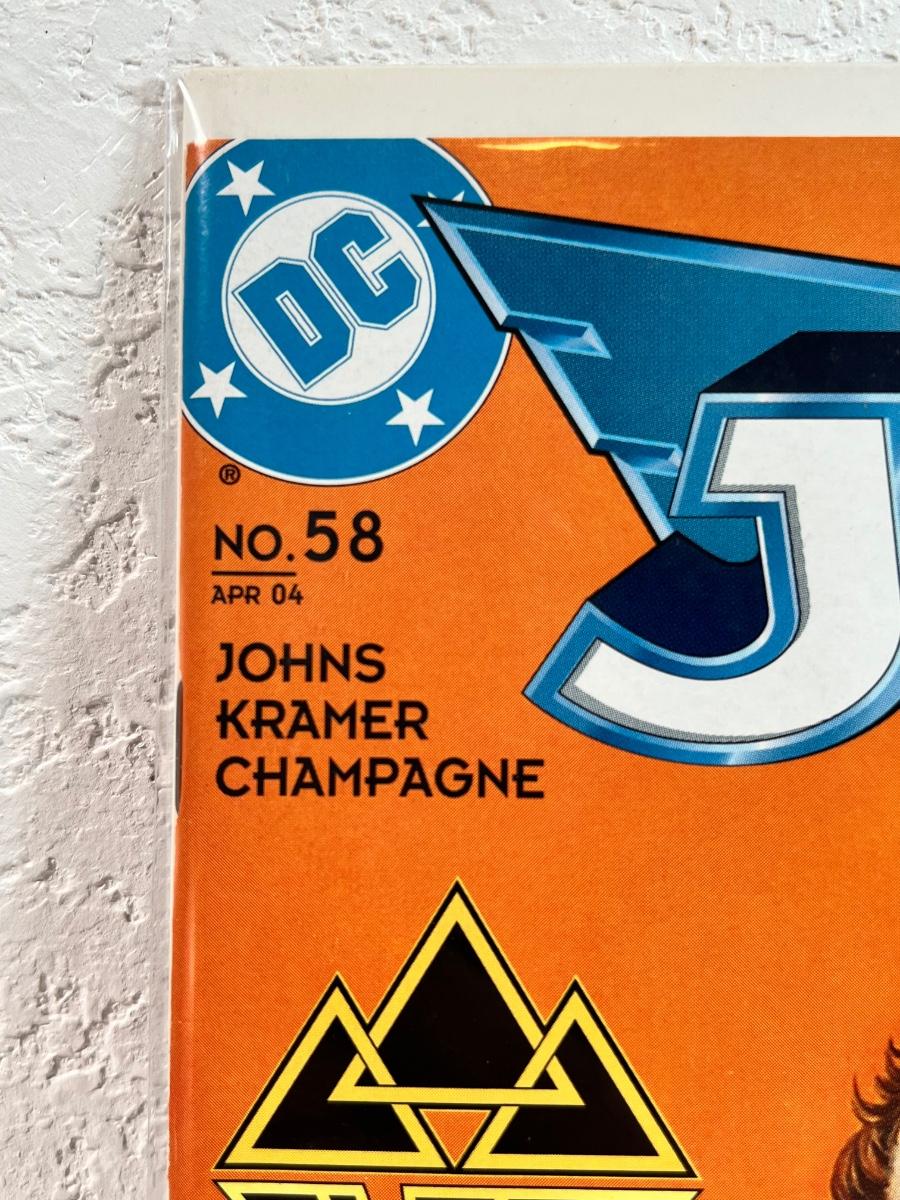 DC
J
®
NO. 58
APR 04
JOHNS
KRAMER
CHAMPAGNE